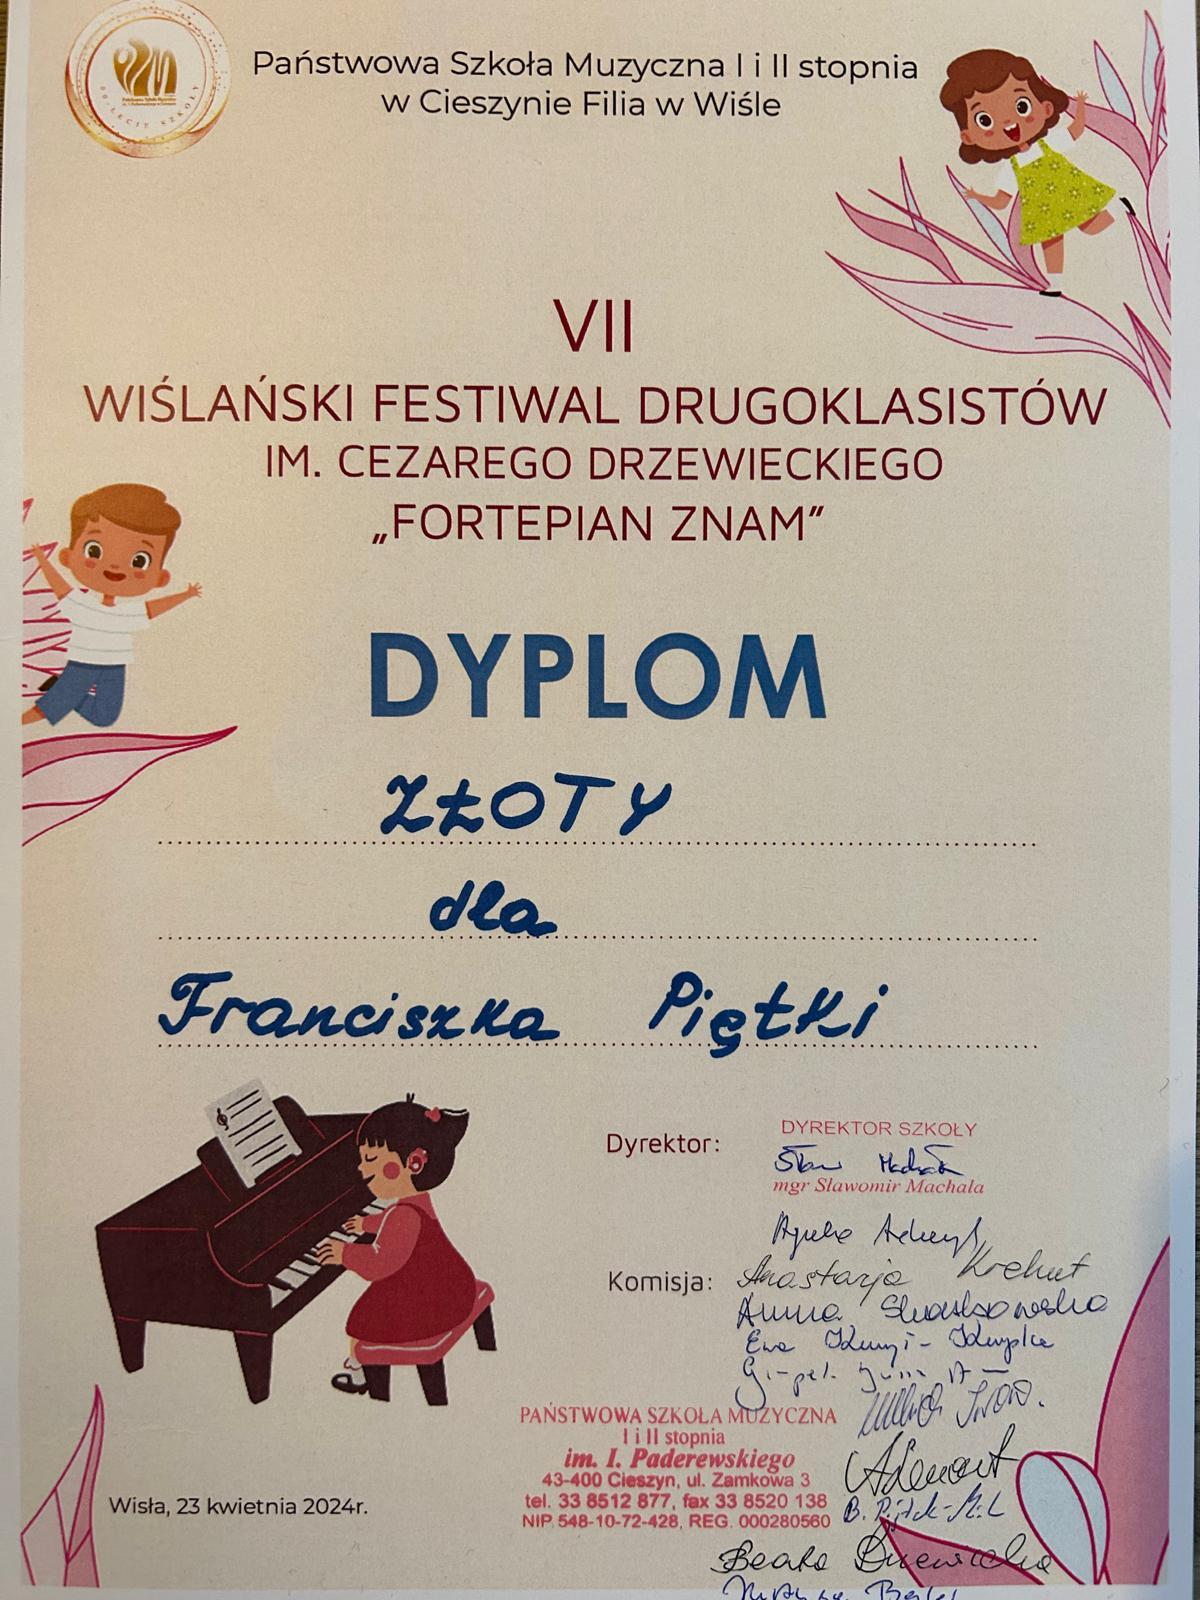 Państwowa Szkoła Muzyczna I i II stopnia
w Cieszynie Filia w Wiśle
VII
WIŚLAŃSKI FESTIWAL DRUGOKLASISTÓW
IM. CEZAREGO DRZEWIECKIEGO
„FORTEPIAN ZNAM”
DYPLOM
ZŁOTY
dla
Franciszka Piętki
Dyrektor:
DYREKTOR SZKOŁY
mgr Sławomir Machala
Komisja:
Anastazja Krehut
Anna
Ewa
PAŃSTWOWA SZKOŁA MUZYCZNA
I i II stopnia
im. I. Paderewskiego
43-400 Cieszyn, ul. Zamkowa 3
tel. 33 8512 877, fax 33 8520 138
NIP 548-10-72-428, REG. 000280560
Wisła, 23 kwietnia 2024r.
Beata